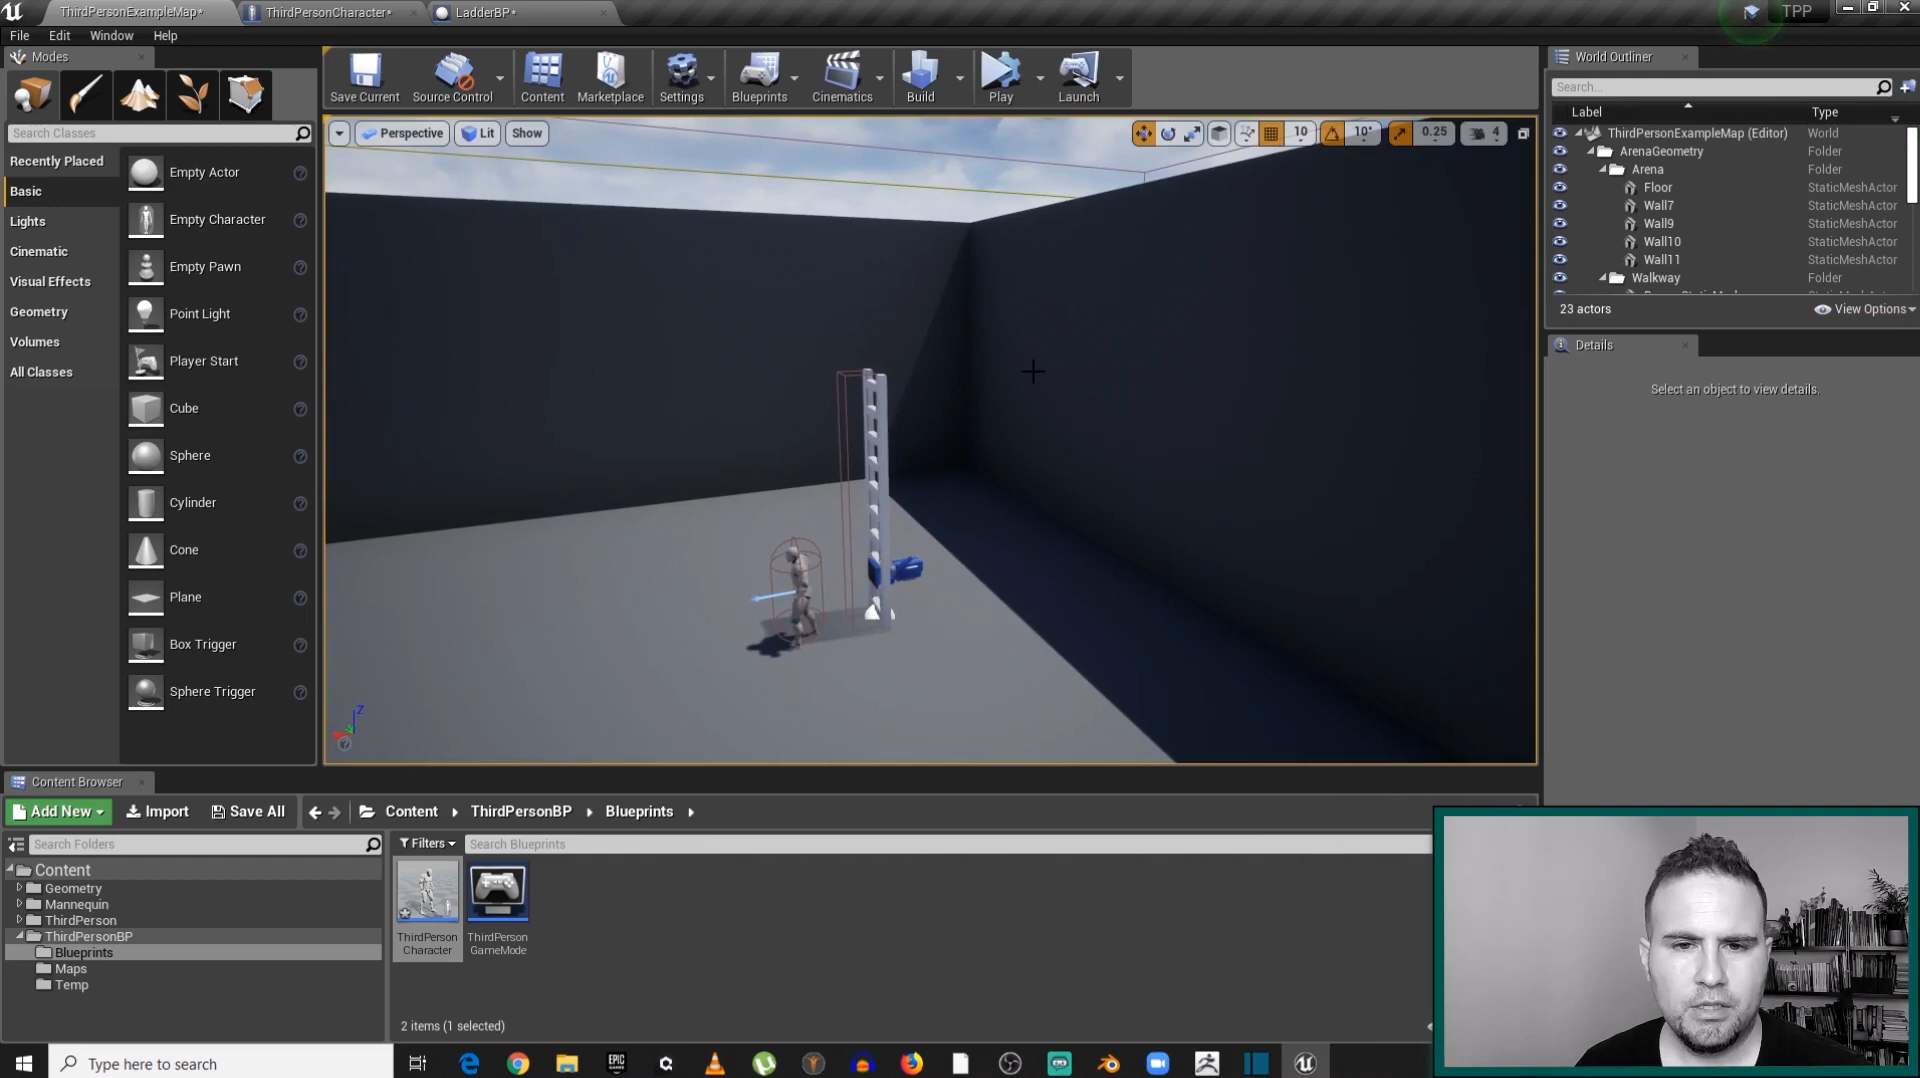 ThirdPersonExampleMap*
ThirdPersonCharacter*
LadderBP*
TPP
File Edit Window Help
Modes
Save Current
Source Control
Content
Marketplace
Settings
Blueprints
Cinematics
Build
Play
Launch
Search Classes
Recently Placed
Basic
Lights
Cinematic
Visual Effects
Geometry
Volumes
All Classes
Empty Actor
Empty Character
Empty Pawn
Point Light
Player Start
Cube
Sphere
Cylinder
Cone
Plane
Box Trigger
Sphere Trigger
Perspective
Lit
Show
10
10°
0.25
4
Z
World Outliner
Search...
Label Type
ThirdPersonExampleMap (Editor) World
ArenaGeometry Folder
Arena Folder
Floor StaticMeshActor
Wall7 StaticMeshActor
Wall9 StaticMeshActor
Wall10 StaticMeshActor
Wall11 StaticMeshActor
Walkway Folder
23 actors
View Options
Details
Select an object to view details.
Content Browser
Add New
Import
Save All
Content
ThirdPersonBP
Blueprints
Search Folders
Filters
Search Blueprints
Content
Geometry
Mannequin
ThirdPerson
ThirdPersonBP
Blueprints
Maps
Temp
ThirdPerson
Character
ThirdPerson
GameMode
2 items (1 selected)
Type here to search
EPIC
GAMES